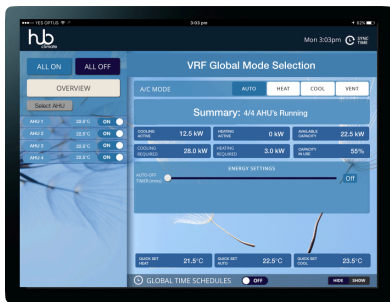 YES OPTUS 3:03 pm 62%
hub
climate
Mon 3:03pm SYNC TIME
ALL ON ALL OFF
VRF Global Mode Selection
OVERVIEW
A/C MODE AUTO HEAT COOL VENT
Select AHU
Summary: 4/4 AHU's Running
AHU 1 22.0°C ON
AHU 2 22.0°C ON
AHU 3 22.0°C ON
AHU 4 22.0°C ON
COOLING ACTIVE 12.5 kW HEATING ACTIVE 0 kW AVAILABLE CAPACITY 22.5 kW
COOLING REQUIRED 28.0 kW HEATING REQUIRED 3.0 kW CAPACITY IN USE 55%
ENERGY SETTINGS
AUTO-OFF TIMER Off
QUICK SET HEAT 21.5°C QUICK SET AUTO 22.5°C QUICK SET COOL 23.5°C
GLOBAL TIME SCHEDULES OFF HIDE SHOW